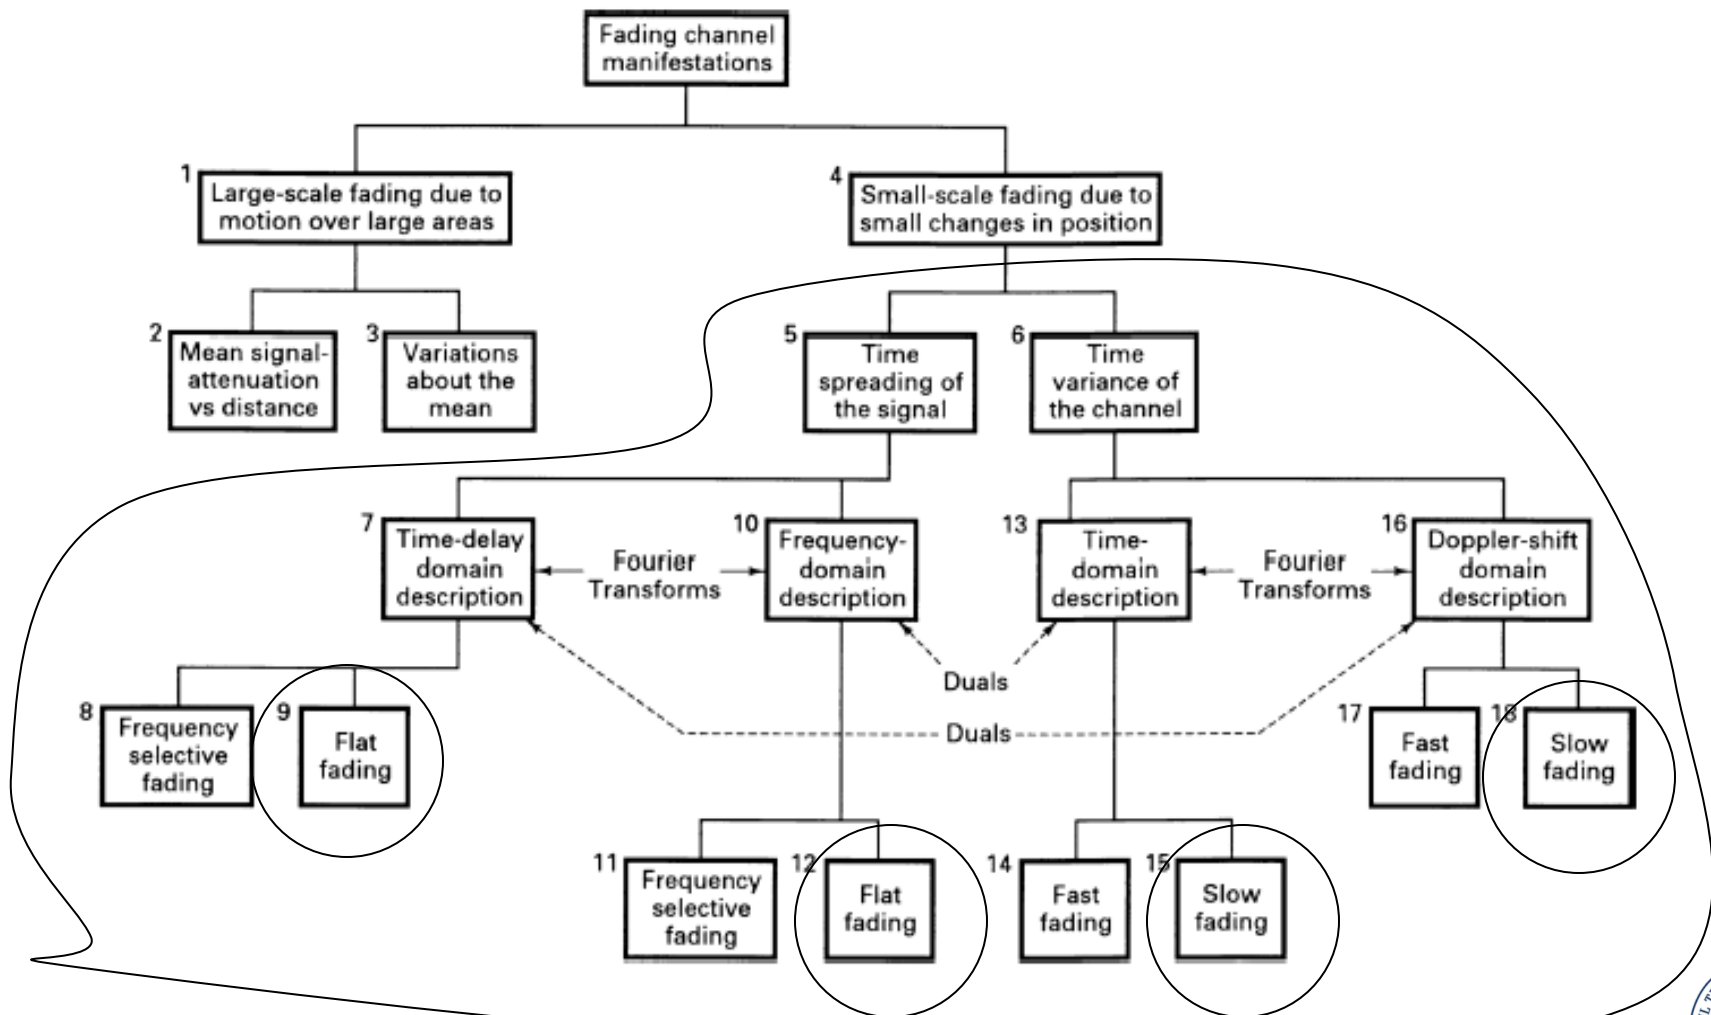 Fading channel
manifestations
1
Large-scale fading due to
motion over large areas
4
Small-scale fading due to
small changes in position
2
Mean signal-
attenuation
vs distance
3
Variations
about the
mean
5
Time
spreading of
the signal
6
Time
variance of
the channel
7
Time-delay
domain
description
Fourier
Transforms
10
Frequency-
domain
description
13
Time-
domain
description
Fourier
Transforms
16
Doppler-shift
domain
description
Duals
Duals
8
Frequency
selective
fading
9
Flat
fading
17
Fast
fading
18
Slow
fading
11
Frequency
selective
fading
12
Flat
fading
14
Fast
fading
15
Slow
fading